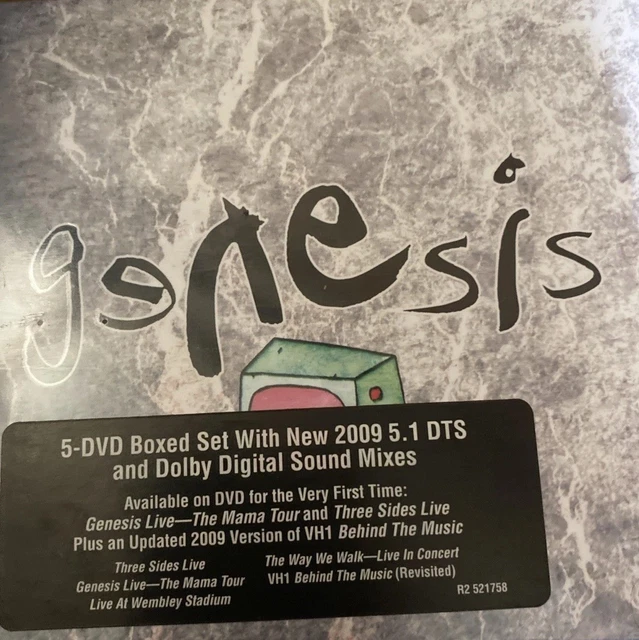 genesis
5-DVD Boxed Set With New 2009 5.1 DTS
and Dolby Digital Sound Mixes
Available on DVD for the Very First Time:
Genesis Live—The Mama Tour and Three Sides Live
Plus an Updated 2009 Version of VH1 Behind The Music
Three Sides Live
Genesis Live—The Mama Tour
Live At Wembley Stadium
The Way We Walk—Live In Concert
VH1 Behind The Music (Revisited)
R2 521758